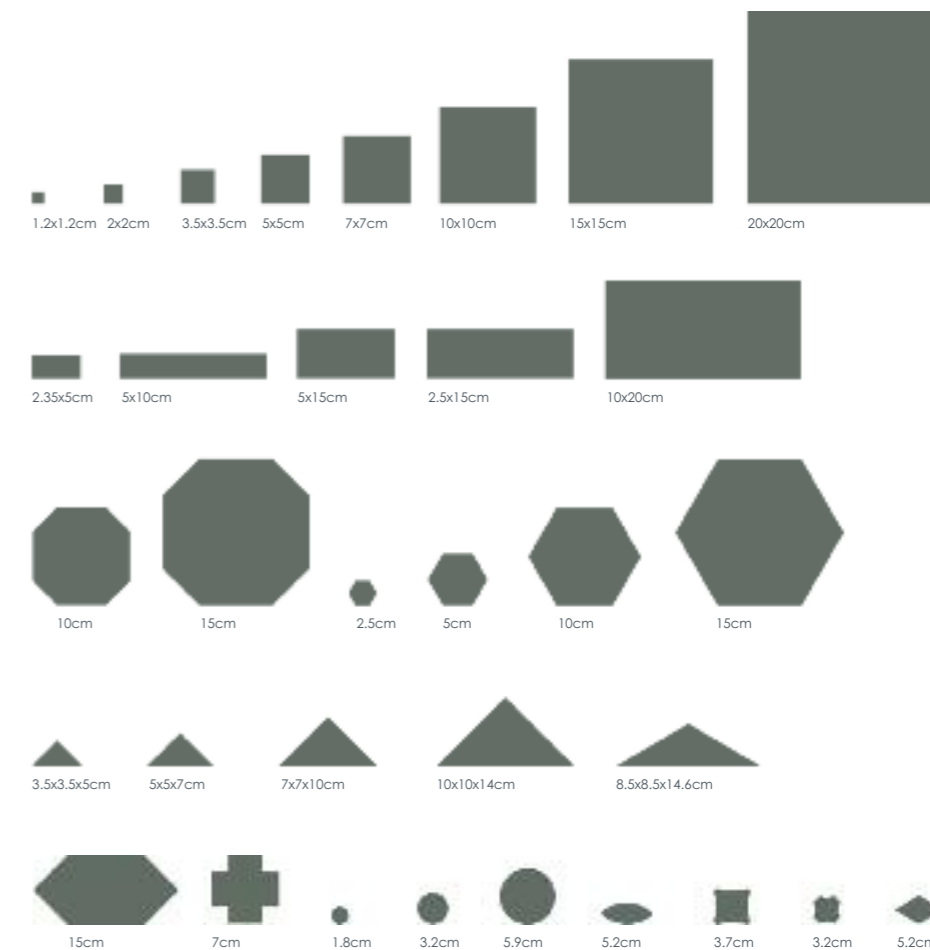 1.2x1.2cm 2x2cm 3.5x3.5cm 5x5cm 7x7cm 10x10cm 15x15cm 20x20cm
2.35x5cm 5x10cm 5x15cm 2.5x15cm 10x20cm
10cm 15cm 2.5cm 5cm 10cm 15cm
3.5x3.5x5cm 5x5x7cm 7x7x10cm 10x10x14cm 8.5x8.5x14.6cm
15cm 7cm 1.8cm 3.2cm 5.9cm 5.2cm 3.7cm 3.2cm 5.2cm